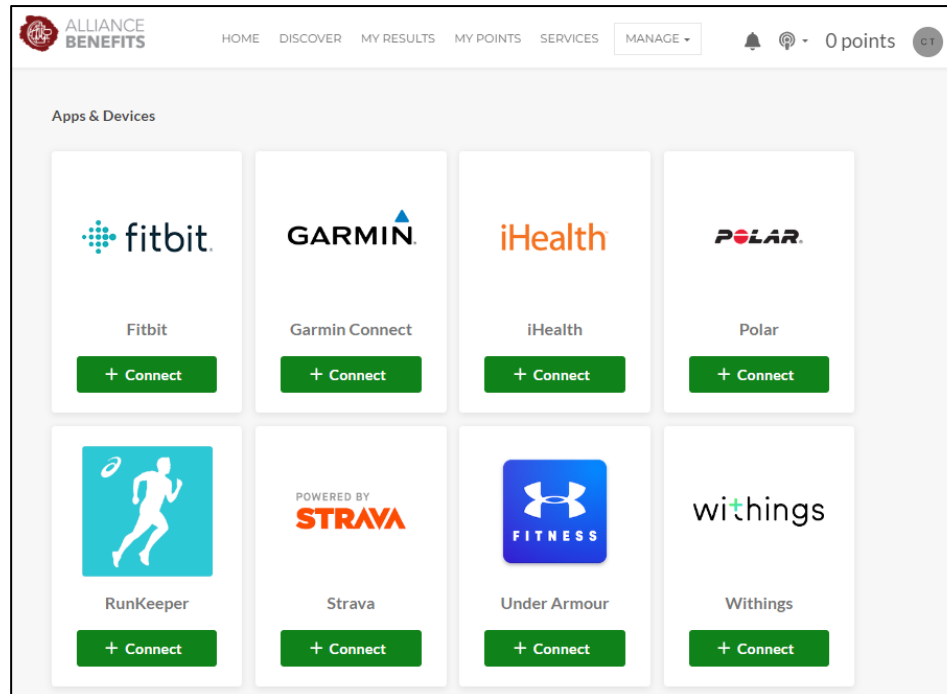 ALLIANCE
BENEFITS
HOME DISCOVER MY RESULTS MY POINTS SERVICES MANAGE 0 points CT
Apps & Devices
fitbit. GARMIN. iHealth POLAR.
Fitbit Garmin Connect iHealth Polar
+ Connect + Connect + Connect + Connect
POWERED BY
STRAVA
FITNESS
withings
RunKeeper Strava Under Armour Withings
+ Connect + Connect + Connect + Connect